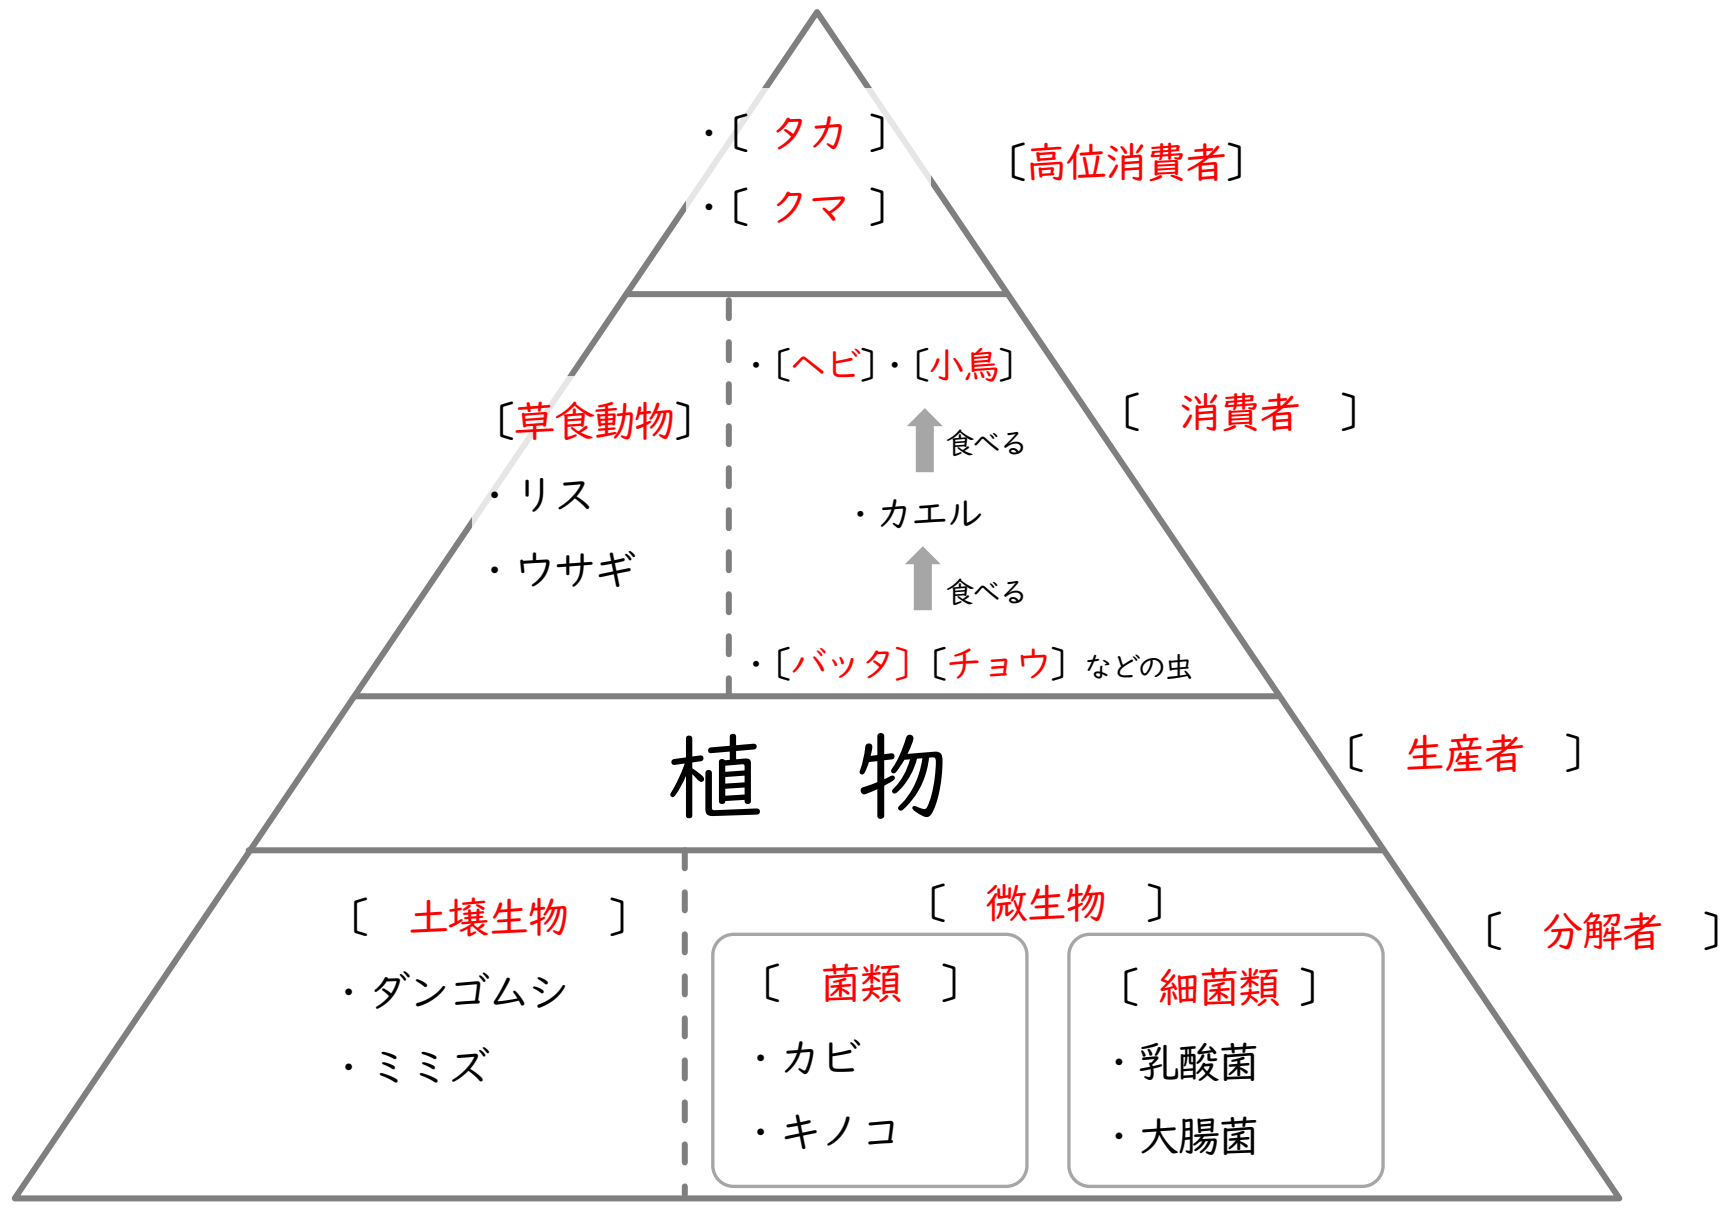 ・〔 タカ 〕
・〔 クマ 〕
〔高位消費者〕
・〔ヘビ〕・〔小鳥〕
食べる
・カエル
食べる
・〔バッタ〕〔チョウ〕などの虫
〔草食動物〕
・リス
・ウサギ
〔 消費者 〕
植 物
〔 生産者 〕
〔 土壌生物 〕
・ダンゴムシ
・ミミズ
〔 微生物 〕
〔 菌類 〕
・カビ
・キノコ
〔 細菌類 〕
・乳酸菌
・大腸菌
〔 分解者 〕